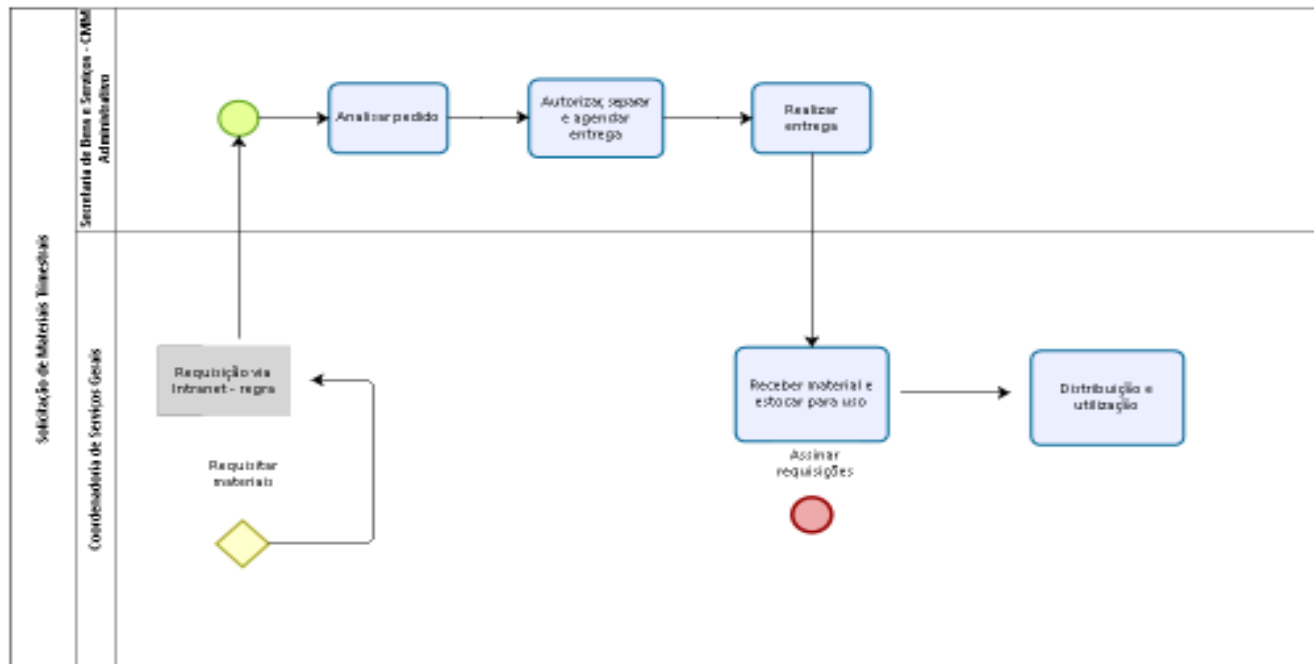 Solicitação de Materiais Trimestrais
Secretaria de Bens e Serviços - CMM
Administrativo
Analizar pedido
Autorizar, separar
e agendar
entrega
Realizar
entrega
Coordenadoria de Serviços Gerais
Requisição via
Intranet - regra
Requisitar
materiais
Receber material e
estocar para uso
Assinar
requisições
Distribuição e
utilização